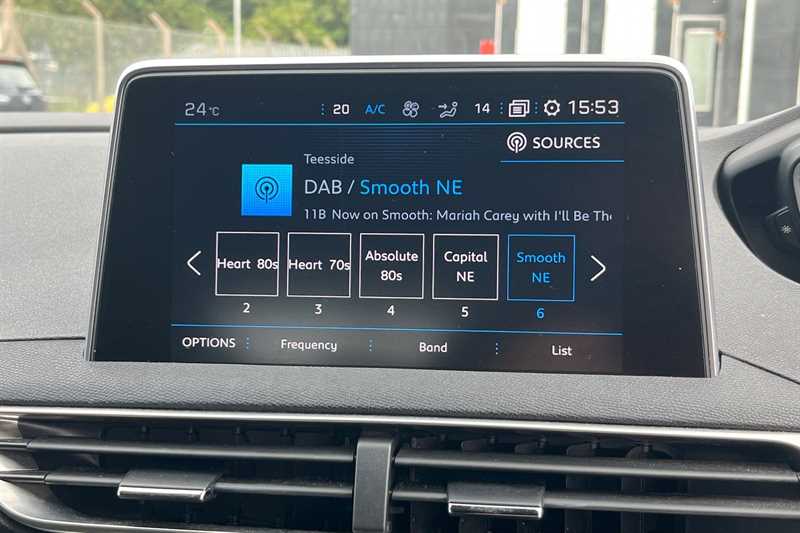 24°C 20 A/C 14 15:53
SOURCES
Teesside
DAB / Smooth NE
11B Now on Smooth: Mariah Carey with I'll Be The
Heart 80s Heart 70s Absolute 80s Capital NE Smooth NE
2 3 4 5 6
OPTIONS Frequency Band List